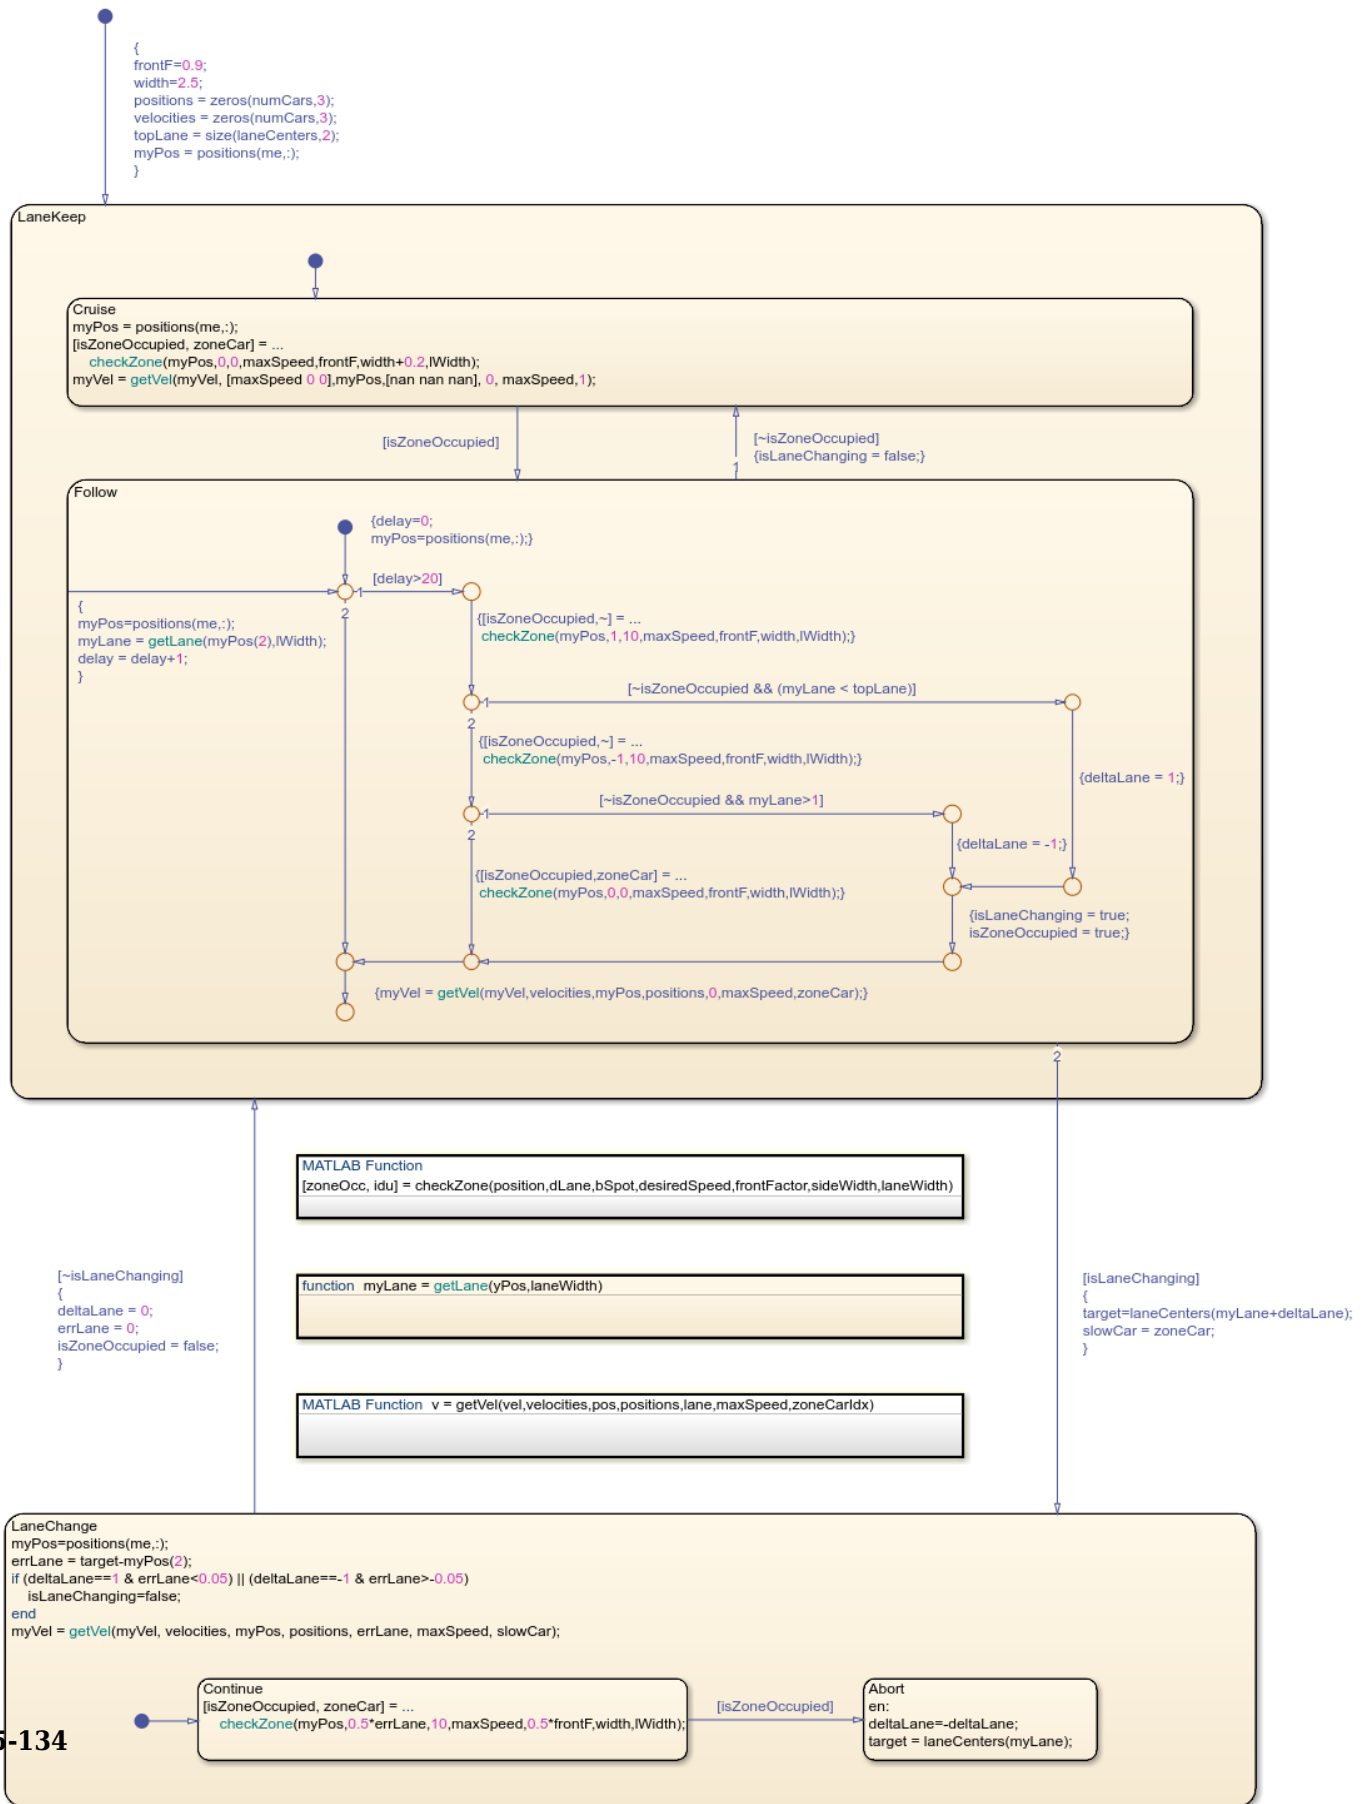 {
frontF=0.9;
width=2.5;
positions = zeros(numCars,3);
velocities = zeros(numCars,3);
topLane = size(laneCenters,2);
myPos = positions(me,:);
}
LaneKeep
Cruise
myPos = positions(me,:);
[isZoneOccupied, zoneCar] = ...
checkZone(myPos,0,0,maxSpeed,frontF,width+0.2,lWidth);
myVel = getVel(myVel, [maxSpeed 0 0],myPos,[nan nan nan], 0, maxSpeed,1);
[isZoneOccupied]
[~isZoneOccupied]
{isLaneChanging = false;}
1
Follow
{delay=0;
myPos=positions(me,:);}
[delay>20]
1
2
{
myPos=positions(me,:);
myLane = getLane(myPos(2),lWidth);
delay = delay+1;
}
{[isZoneOccupied,~] = ...
checkZone(myPos,1,10,maxSpeed,frontF,width,lWidth);}
[~isZoneOccupied && (myLane < topLane)]
1
2
{[isZoneOccupied,~] = ...
checkZone(myPos,-1,10,maxSpeed,frontF,width,lWidth);}
{deltaLane = 1;}
[~isZoneOccupied && myLane>1]
1
2
{deltaLane = -1;}
{[isZoneOccupied,zoneCar] = ...
checkZone(myPos,0,0,maxSpeed,frontF,width,lWidth);}
{isLaneChanging = true;
isZoneOccupied = true;}
{myVel = getVel(myVel,velocities,myPos,positions,0,maxSpeed,zoneCar);}
2
MATLAB Function
[zoneOcc, idu] = checkZone(position,dLane,bSpot,desiredSpeed,frontFactor,sideWidth,laneWidth)
function myLane = getLane(yPos,laneWidth)
[~isLaneChanging]
{
deltaLane = 0;
errLane = 0;
isZoneOccupied = false;
}
[isLaneChanging]
{
target=laneCenters(myLane+deltaLane);
slowCar = zoneCar;
}
MATLAB Function v = getVel(vel,velocities,pos,positions,lane,maxSpeed,zoneCarIdx)
LaneChange
myPos=positions(me,:);
errLane = target-myPos(2);
if (deltaLane==1 & errLane<0.05) || (deltaLane==-1 & errLane>-0.05)
isLaneChanging=false;
end
myVel = getVel(myVel, velocities, myPos, positions, errLane, maxSpeed, slowCar);
Continue
[isZoneOccupied, zoneCar] = ...
checkZone(myPos,0.5*errLane,10,maxSpeed,0.5*frontF,width,lWidth);
[isZoneOccupied]
Abort
en:
deltaLane=-deltaLane;
target = laneCenters(myLane);
-134